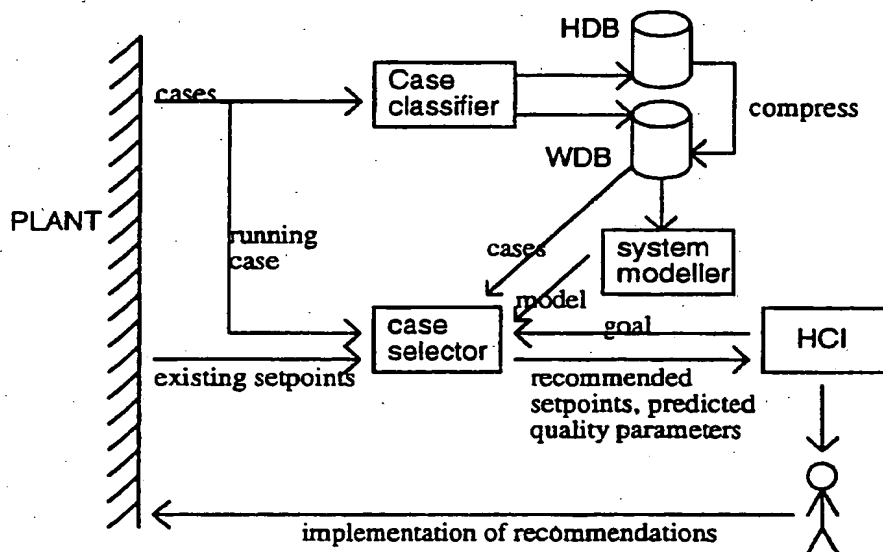 HDB
cases
Case
classifier
compress
WDB
PLANT
running
case
cases
system
modeller
model
case
selector
goal
HCI
existing setpoints
recommended
setpoints, predicted
quality parameters
implementation of recommendations